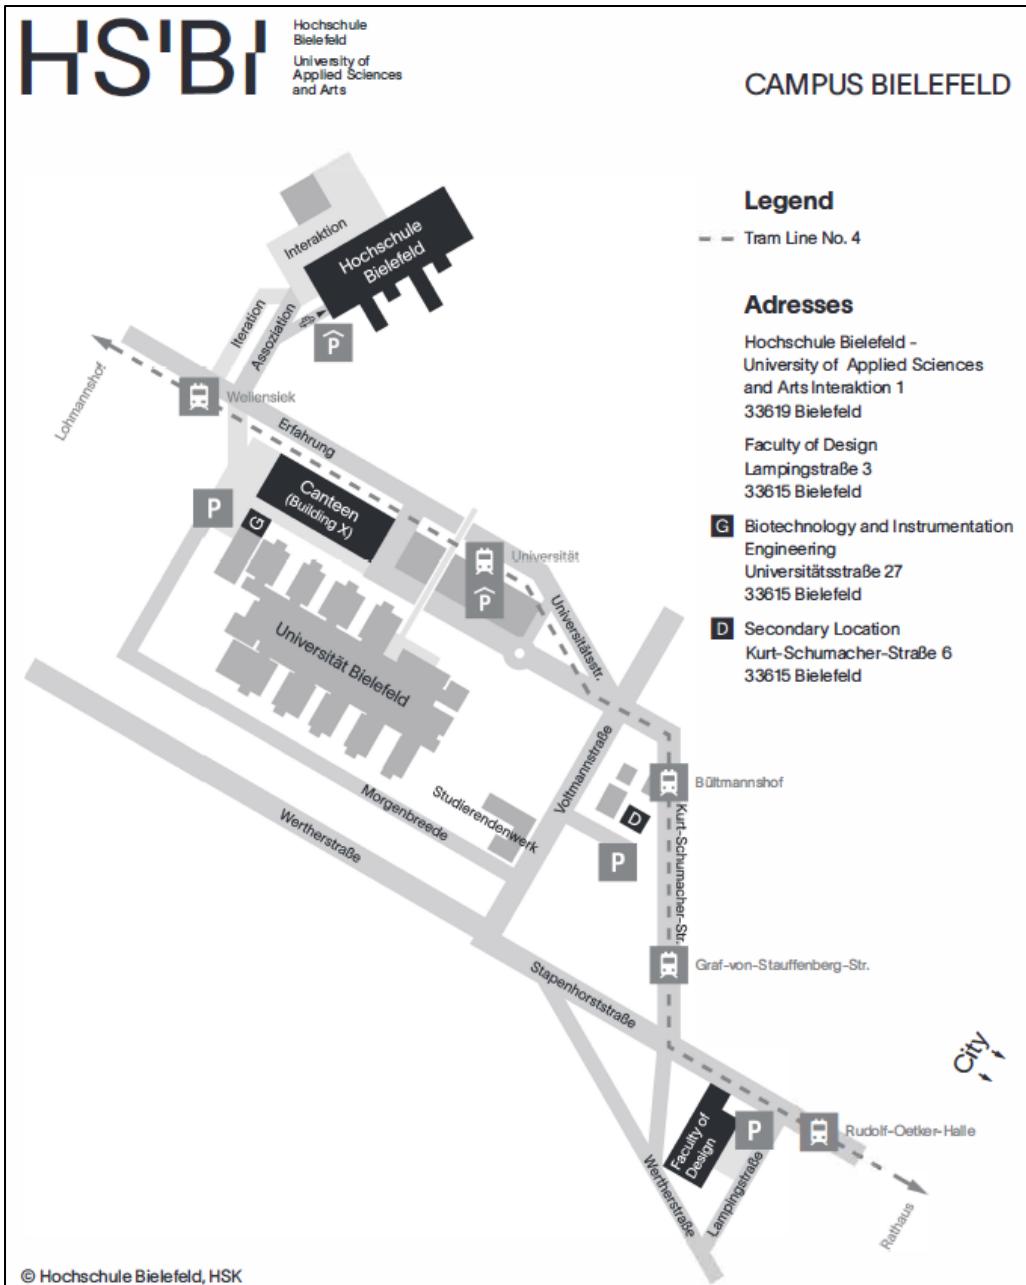 HSBI
Hochschule
Bielefeld
University of
Applied Sciences
and Arts
CAMPUS BIELEFELD
Legend
Tram Line No. 4
Adresses
Hochschule Bielefeld -
University of Applied Sciences
and Arts Interaktion 1
33619 Bielefeld
Faculty of Design
Lampingstraße 3
33615 Bielefeld
G Biotechnology and Instrumentation
Engineering
Universitätsstraße 27
33615 Bielefeld
D Secondary Location
Kurt-Schumacher-Straße 6
33615 Bielefeld
Interaktion
Hochschule
Bielefeld
Iteration
Assoziation
P
Lohmannshof
Wellensiek
Erfahrung
Canteen
(Building X)
P
G
Universität
P
Universitätsstr.
Universität Bielefeld
Voltmannstraße
Bültmannshof
Morgenbreede
Studierendenwerk
D
P
Kurt-Schumacher-Str.
Wertherstraße
Graf-von-Stauffenberg-Str.
Stapenhorststraße
City
Faculty of
Design
P
Rudolf-Oetker-Halle
Wertherstraße
Lampingstraße
Rathaus
© Hochschule Bielefeld, HSK